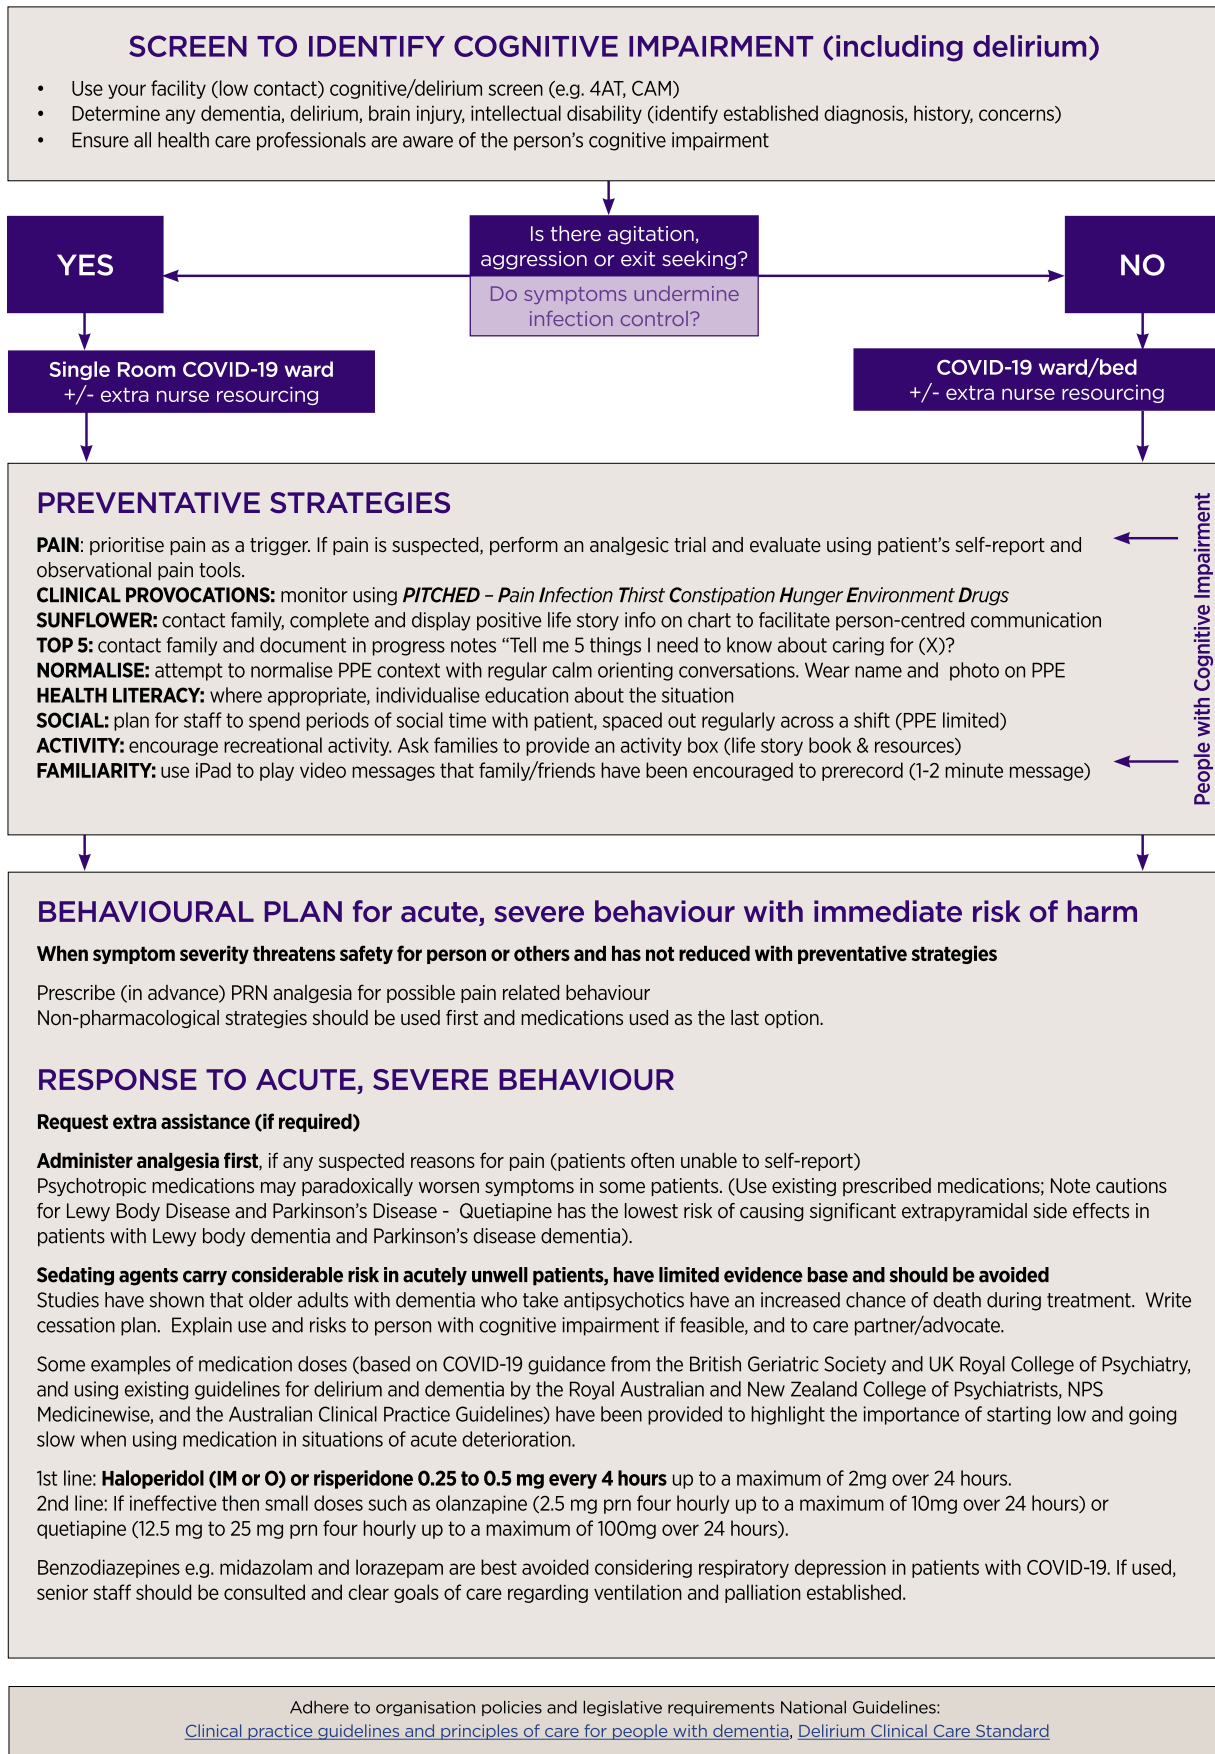 SCREEN TO IDENTIFY COGNITIVE IMPAIRMENT (including delirium)
• Use your facility (low contact) cognitive/delirium screen (e.g. 4AT, CAM)
• Determine any dementia, delirium, brain injury, intellectual disability (identify established diagnosis, history, concerns)
• Ensure all health care professionals are aware of the person's cognitive impairment
YES
Is there agitation,
aggression or exit seeking?
Do symptoms undermine
infection control?
NO
Single Room COVID-19 ward
+/- extra nurse resourcing
COVID-19 ward/bed
+/- extra nurse resourcing
PREVENTATIVE STRATEGIES
PAIN: prioritise pain as a trigger. If pain is suspected, perform an analgesic trial and evaluate using patient's self-report and
observational pain tools.
CLINICAL PROVOCATIONS: monitor using PITCHED – Pain Infection Thirst Constipation Hunger Environment Drugs
SUNFLOWER: contact family, complete and display positive life story info on chart to facilitate person-centred communication
TOP 5: contact family and document in progress notes “Tell me 5 things I need to know about caring for (X)?
NORMALISE: attempt to normalise PPE context with regular calm orienting conversations. Wear name and  photo on PPE
HEALTH LITERACY: where appropriate, individualise education about the situation
SOCIAL: plan for staff to spend periods of social time with patient, spaced out regularly across a shift (PPE limited)
ACTIVITY: encourage recreational activity. Ask families to provide an activity box (life story book & resources)
FAMILIARITY: use iPad to play video messages that family/friends have been encouraged to prerecord (1-2 minute message)
People with Cognitive Impairment
BEHAVIOURAL PLAN for acute, severe behaviour with immediate risk of harm
When symptom severity threatens safety for person or others and has not reduced with preventative strategies
Prescribe (in advance) PRN analgesia for possible pain related behaviour
Non-pharmacological strategies should be used first and medications used as the last option.
RESPONSE TO ACUTE, SEVERE BEHAVIOUR
Request extra assistance (if required)
Administer analgesia first, if any suspected reasons for pain (patients often unable to self-report)
Psychotropic medications may paradoxically worsen symptoms in some patients. (Use existing prescribed medications; Note cautions
for Lewy Body Disease and Parkinson's Disease -  Quetiapine has the lowest risk of causing significant extrapyramidal side effects in
patients with Lewy body dementia and Parkinson's disease dementia).
Sedating agents carry considerable risk in acutely unwell patients, have limited evidence base and should be avoided
Studies have shown that older adults with dementia who take antipsychotics have an increased chance of death during treatment.  Write
cessation plan.  Explain use and risks to person with cognitive impairment if feasible, and to care partner/advocate.
Some examples of medication doses (based on COVID-19 guidance from the British Geriatric Society and UK Royal College of Psychiatry,
and using existing guidelines for delirium and dementia by the Royal Australian and New Zealand College of Psychiatrists, NPS
Medicinewise, and the Australian Clinical Practice Guidelines) have been provided to highlight the importance of starting low and going
slow when using medication in situations of acute deterioration.
1st line: Haloperidol (IM or O) or risperidone 0.25 to 0.5 mg every 4 hours up to a maximum of 2mg over 24 hours.
2nd line: If ineffective then small doses such as olanzapine (2.5 mg prn four hourly up to a maximum of 10mg over 24 hours) or
quetiapine (12.5 mg to 25 mg prn four hourly up to a maximum of 100mg over 24 hours).
Benzodiazepines e.g. midazolam and lorazepam are best avoided considering respiratory depression in patients with COVID-19. If used,
senior staff should be consulted and clear goals of care regarding ventilation and palliation established.
Adhere to organisation policies and legislative requirements National Guidelines:
Clinical practice guidelines and principles of care for people with dementia, Delirium Clinical Care Standard